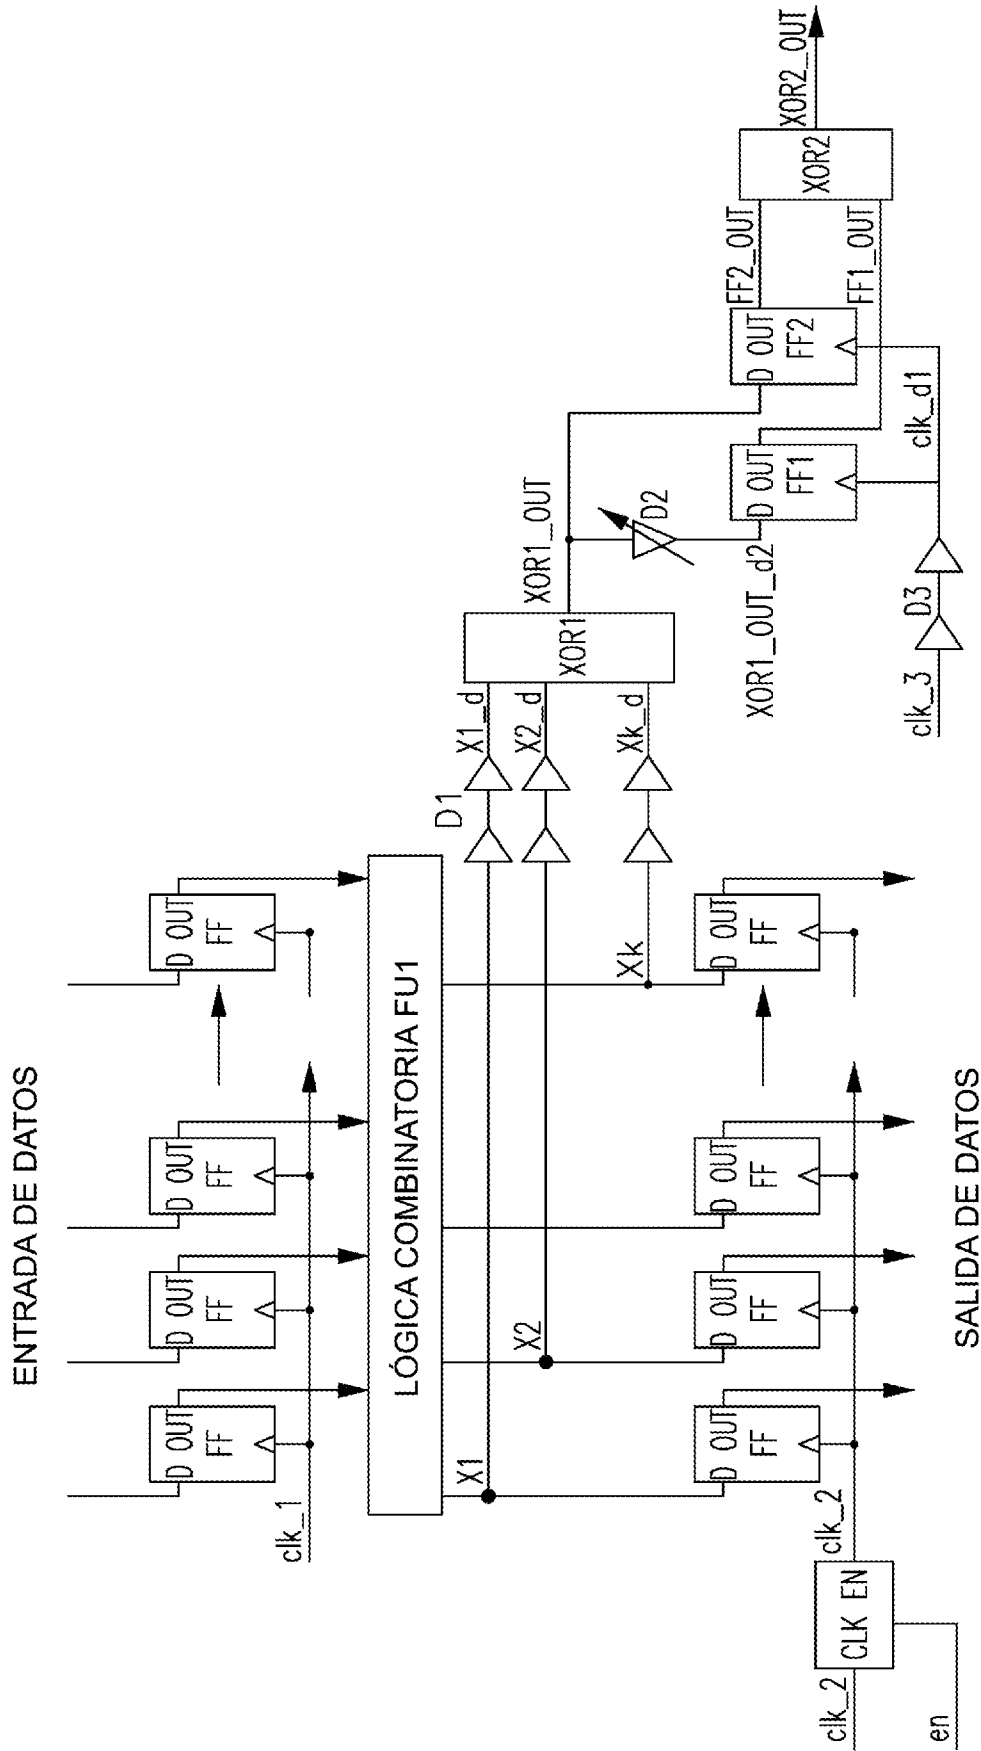 ENTRADA DE DATOS
D OUT
FF
D OUT
FF
D OUT
FF
D OUT
FF
clk_1
LÓGICA COMBINATORIA FU1
X1
X2
Xk
D1
X1_d
X2_d
Xk_d
XOR1
XOR1_OUT
D2
XOR1_OUT_d2
D OUT
FF1
D OUT
FF2
FF2_OUT
FF1_OUT
XOR2
XOR2_OUT
clk_3
D3
clk_d1
D OUT
FF
D OUT
FF
D OUT
FF
D OUT
FF
clk_2
CLK EN
clk_2
en
SALIDA DE DATOS